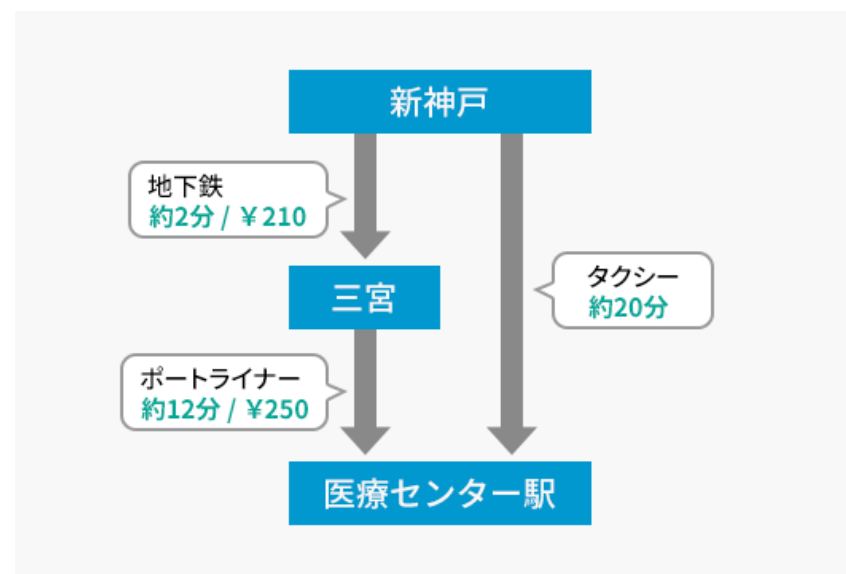 新神戸
地下鉄
約2分 / ￥210
タクシー
約20分
三宮
ポートライナー
約12分 / ¥250
医療センター駅